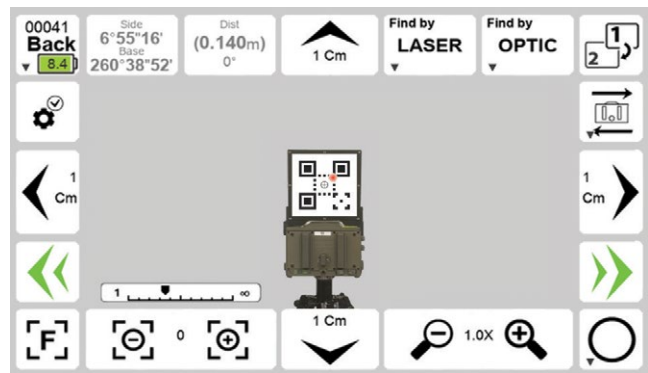 00041
Back
8.4
Side
6°55"16'
Base
260°38"52'
Dist
(0.140m)
0°
1 Cm
Find by
LASER
Find by
OPTIC
1
2
1
Cm
1
Cm
1 ∞
F
0
1 Cm
1.0X